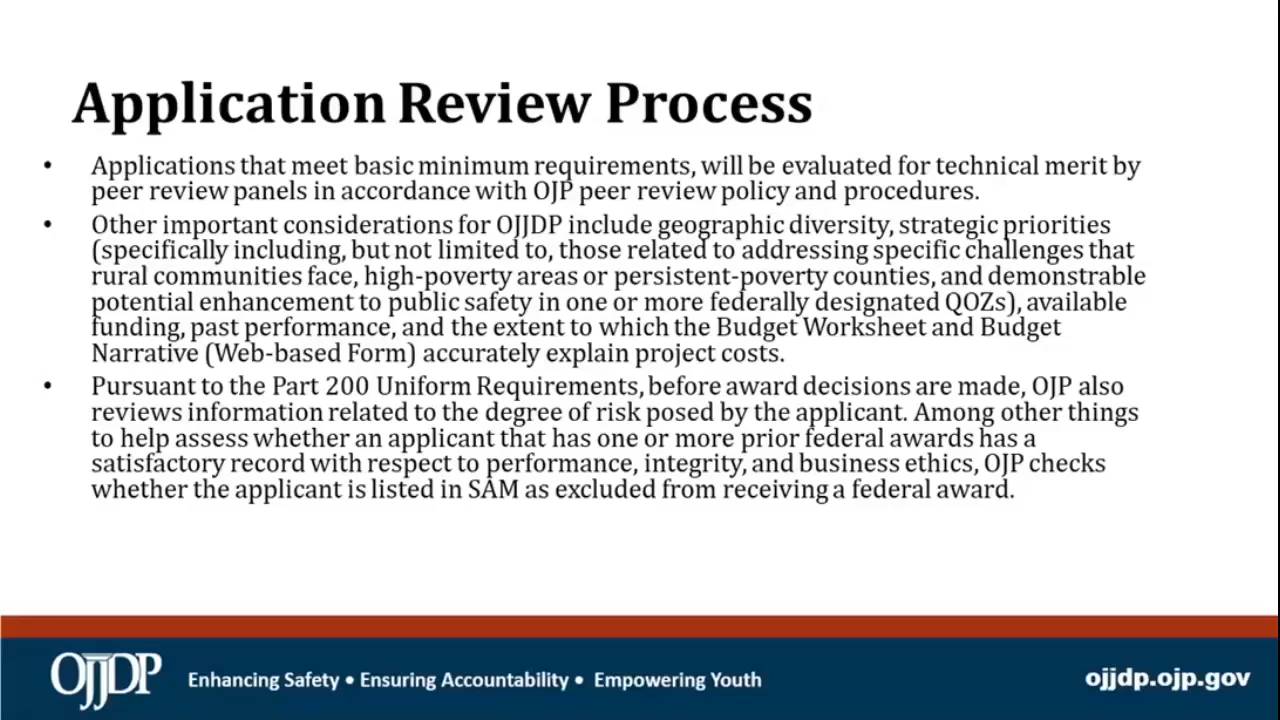 Application Review Process
• Applications that meet basic minimum requirements, will be evaluated for technical merit by
peer review panels in accordance with OJP peer review policy and procedures.
• Other important considerations for OJJDP include geographic diversity, strategic priorities
(specifically including, but not limited to, those related to addressing specific challenges that
rural communities face, high-poverty areas or persistent-poverty counties, and demonstrable
potential enhancement to public safety in one or more federally designated QOZs), available
funding, past performance, and the extent to which the Budget Worksheet and Budget
Narrative (Web-based Form) accurately explain project costs.
• Pursuant to the Part 200 Uniform Requirements, before award decisions are made, OJP also
reviews information related to the degree of risk posed by the applicant. Among other things
to help assess whether an applicant that has one or more prior federal awards has a
satisfactory record with respect to performance, integrity, and business ethics, OJP checks
whether the applicant is listed in SAM as excluded from receiving a federal award.
OJJDP Enhancing Safety • Ensuring Accountability • Empowering Youth ojjdp.ojp.gov